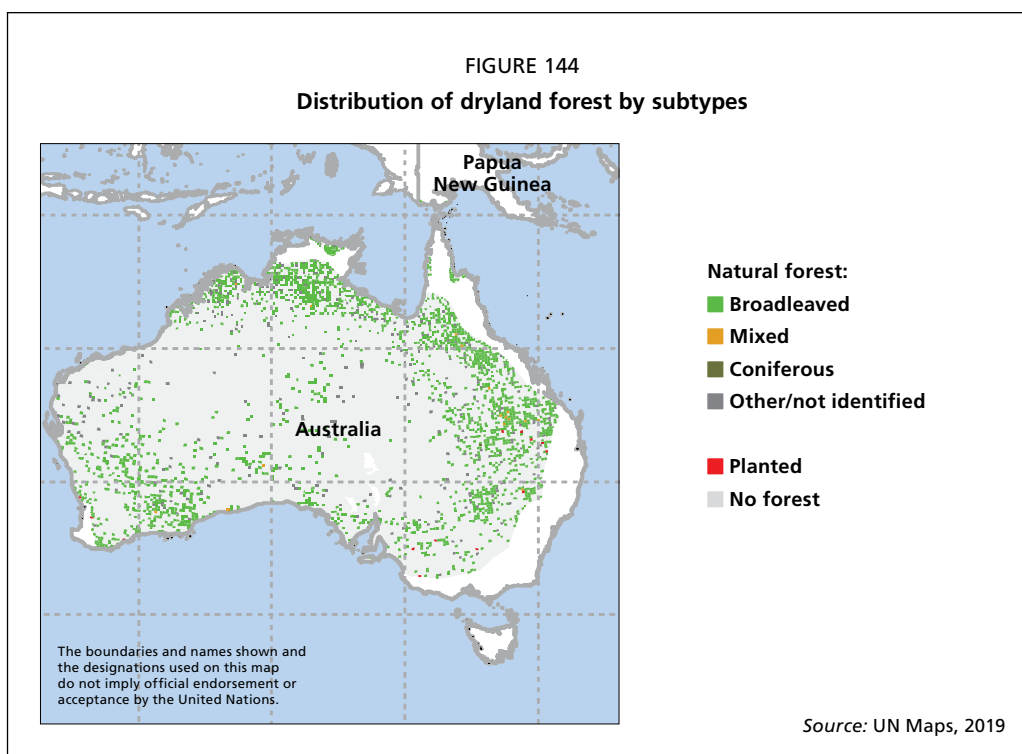 FIGURE 144
Distribution of dryland forest by subtypes
Papua
New Guinea
Australia
The boundaries and names shown and
the designations used on this map
do not imply official endorsement or
acceptance by the United Nations.
Natural forest:
Broadleaved
Mixed
Coniferous
Other/not identified
Planted
No forest
Source: UN Maps, 2019